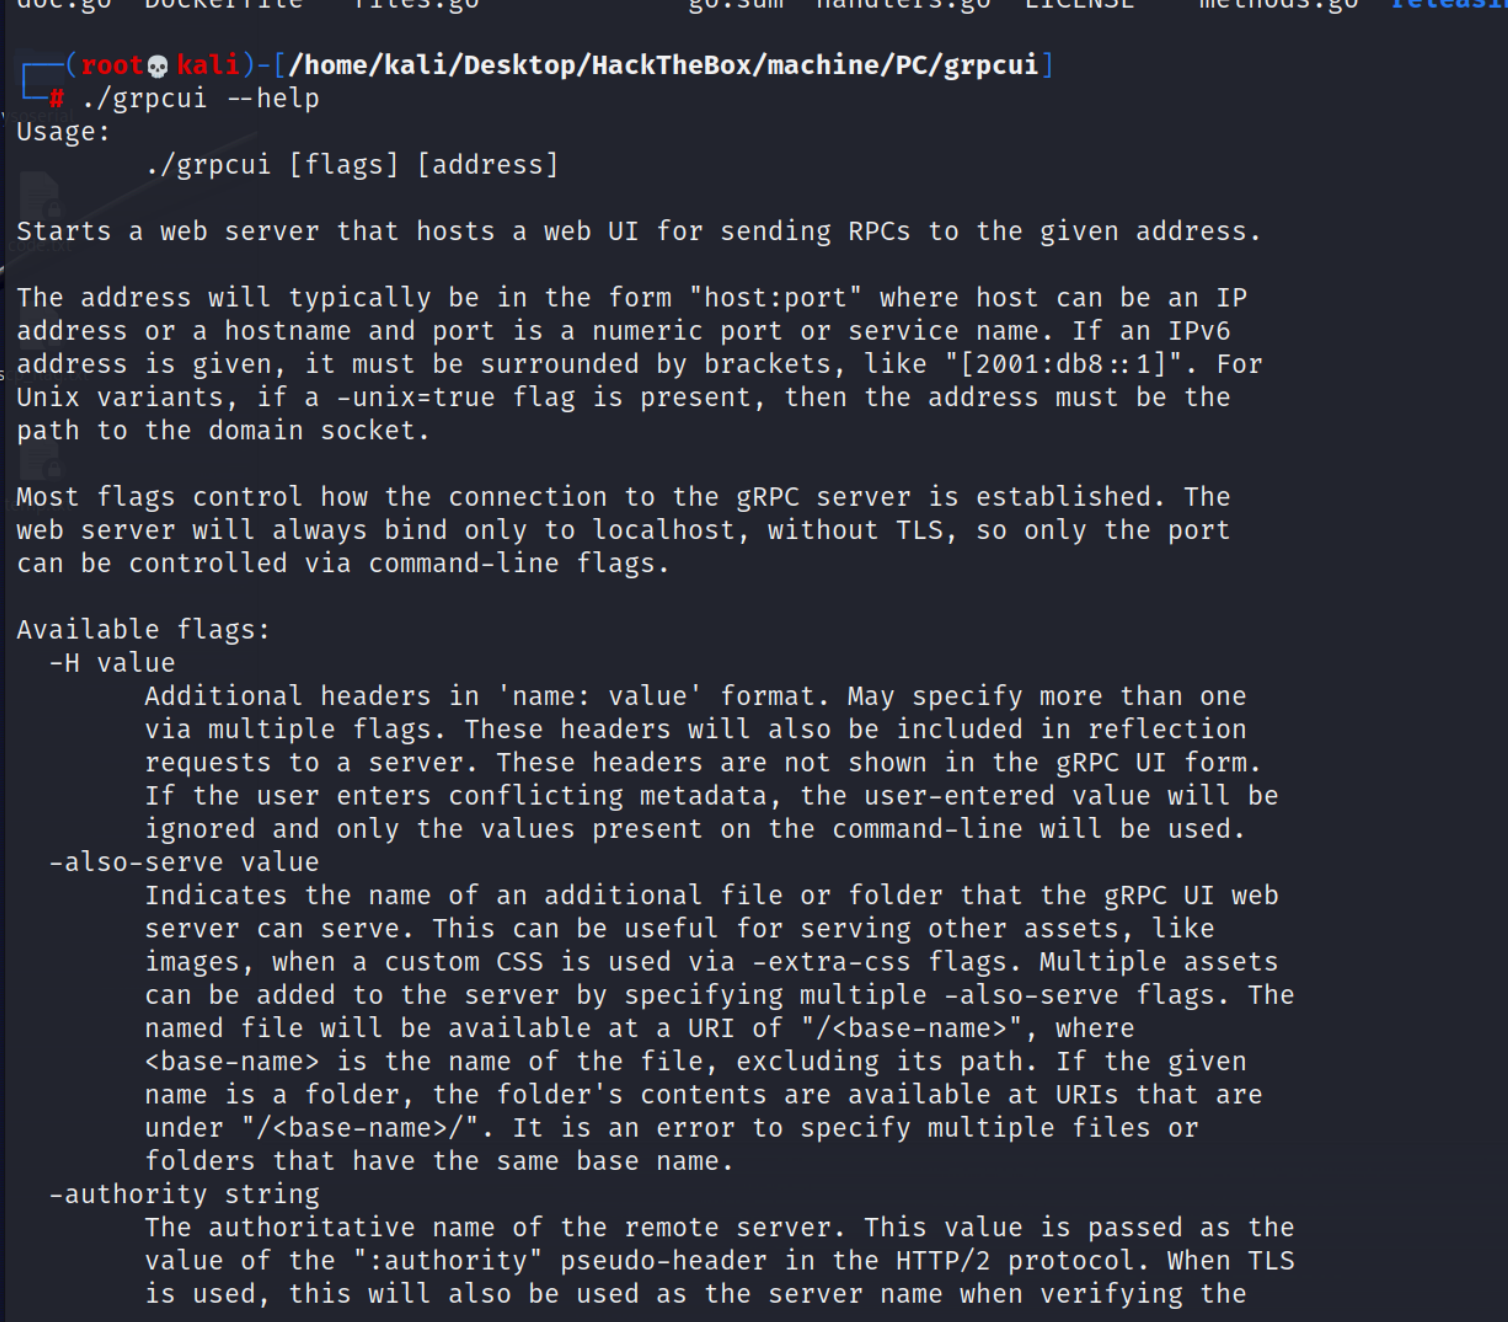 doc.go Dockerfile files.go go.sum handlers.go LICENSE methods.go
(root💀kali)-[/home/kali/Desktop/HackTheBox/machine/PC/grpcui]
# ./grpcui --help
Usage:
./grpcui [flags] [address]
Starts a web server that hosts a web UI for sending RPCs to the given address.
The address will typically be in the form "host:port" where host can be an IP
address or a hostname and port is a numeric port or service name. If an IPv6
address is given, it must be surrounded by brackets, like "[2001:db8::1]". For
Unix variants, if a -unix=true flag is present, then the address must be the
path to the domain socket.
Most flags control how the connection to the gRPC server is established. The
web server will always bind only to localhost, without TLS, so only the port
can be controlled via command-line flags.
Available flags:
-H value
Additional headers in 'name: value' format. May specify more than one
via multiple flags. These headers will also be included in reflection
requests to a server. These headers are not shown in the gRPC UI form.
If the user enters conflicting metadata, the user-entered value will be
ignored and only the values present on the command-line will be used.
-also-serve value
Indicates the name of an additional file or folder that the gRPC UI web
server can serve. This can be useful for serving other assets, like
images, when a custom CSS is used via -extra-css flags. Multiple assets
can be added to the server by specifying multiple -also-serve flags. The
named file will be available at a URI of "/<base-name>", where
<base-name> is the name of the file, excluding its path. If the given
name is a folder, the folder's contents are available at URIs that are
under "/<base-name>/". It is an error to specify multiple files or
folders that have the same base name.
-authority string
The authoritative name of the remote server. This value is passed as the
value of the ":authority" pseudo-header in the HTTP/2 protocol. When TLS
is used, this will also be used as the server name when verifying the